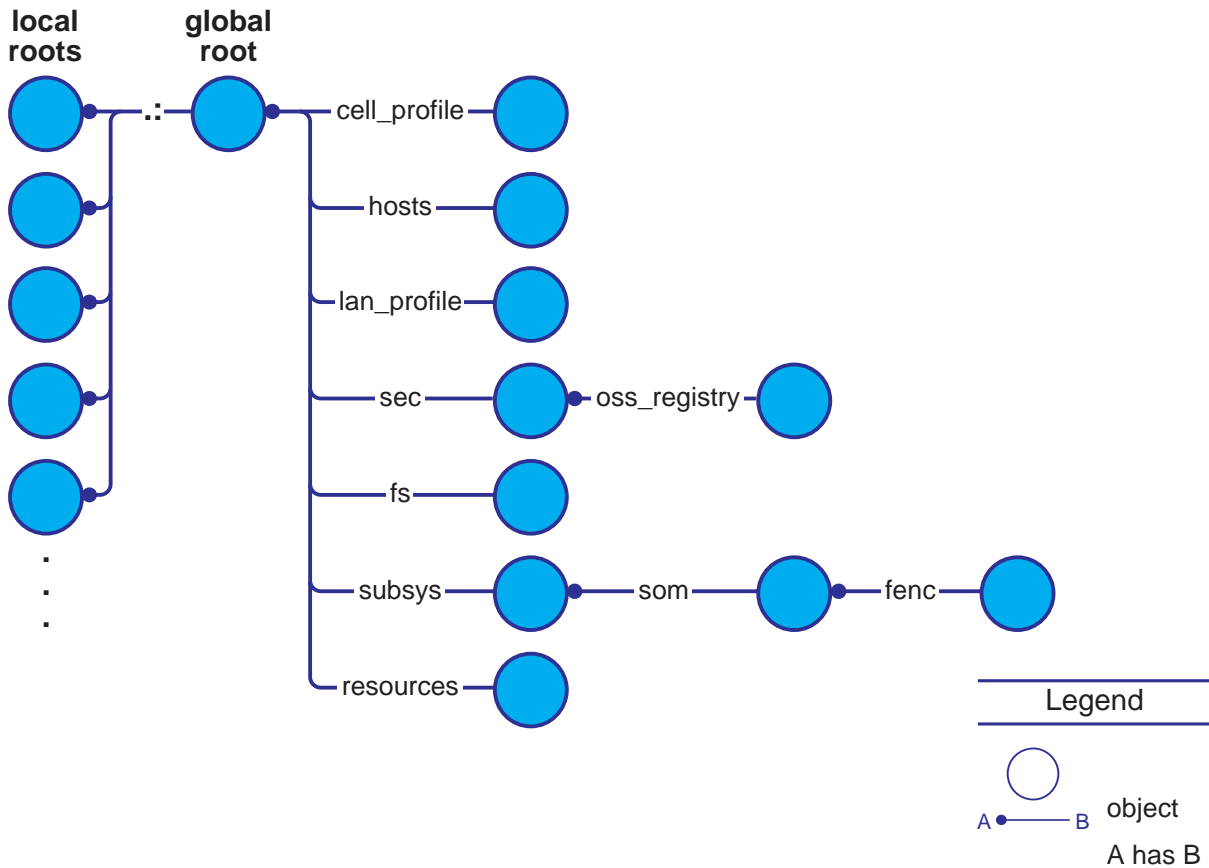 local
roots
global
root
.:
cell_profile
hosts
lan_profile
sec
oss_registry
fs
subsys
som
fenc
resources
.
.
.
Legend
object
A B
A has B